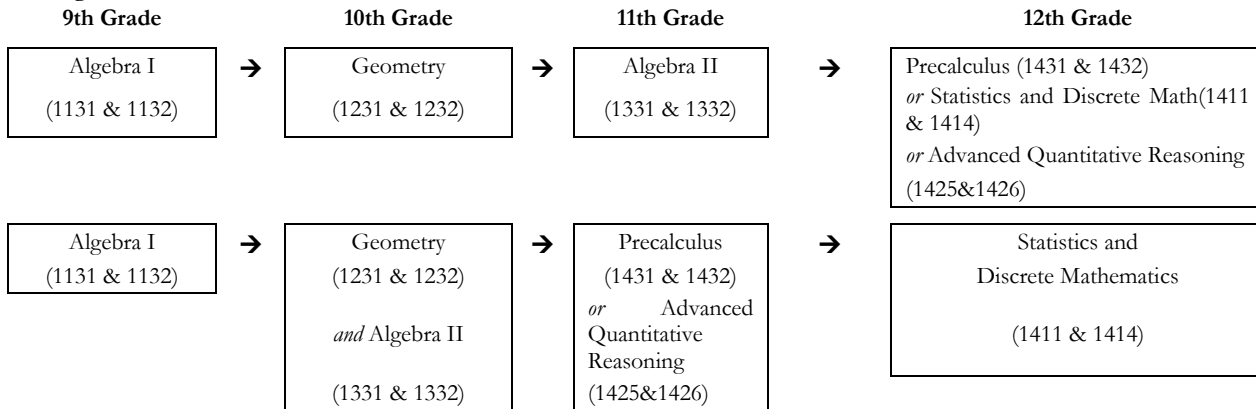 9th Grade 10th Grade 11th Grade 12th Grade
Algebra I
(1131 & 1132)
➔
Geometry
(1231 & 1232)
➔
Algebra II
(1331 & 1332)
➔
Precalculus (1431 & 1432)
or Statistics and Discrete Math(1411
& 1414)
or Advanced Quantitative Reasoning
(1425&1426)
Algebra I
(1131 & 1132)
➔
Geometry
(1231 & 1232)
and Algebra II
(1331 & 1332)
➔
Precalculus
(1431 & 1432)
or Advanced
Quantitative
Reasoning
(1425&1426)
➔
Statistics and
Discrete Mathematics
(1411 & 1414)